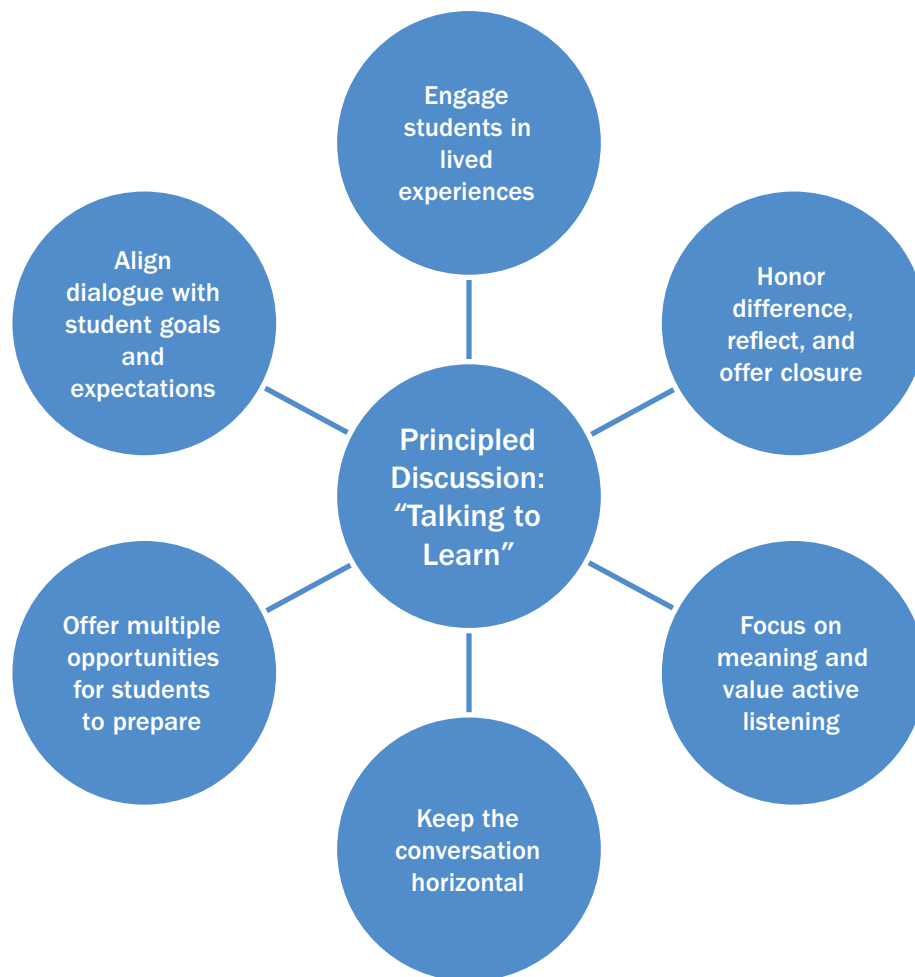 Engage
students in
lived
experiences
Align
dialogue with
student goals
and
expectations
Honor
difference,
reflect, and
offer closure
Principled
Discussion:
“Talking to
Learn”
Offer multiple
opportunities
for students
to prepare
Focus on
meaning and
value active
listening
Keep the
conversation
horizontal